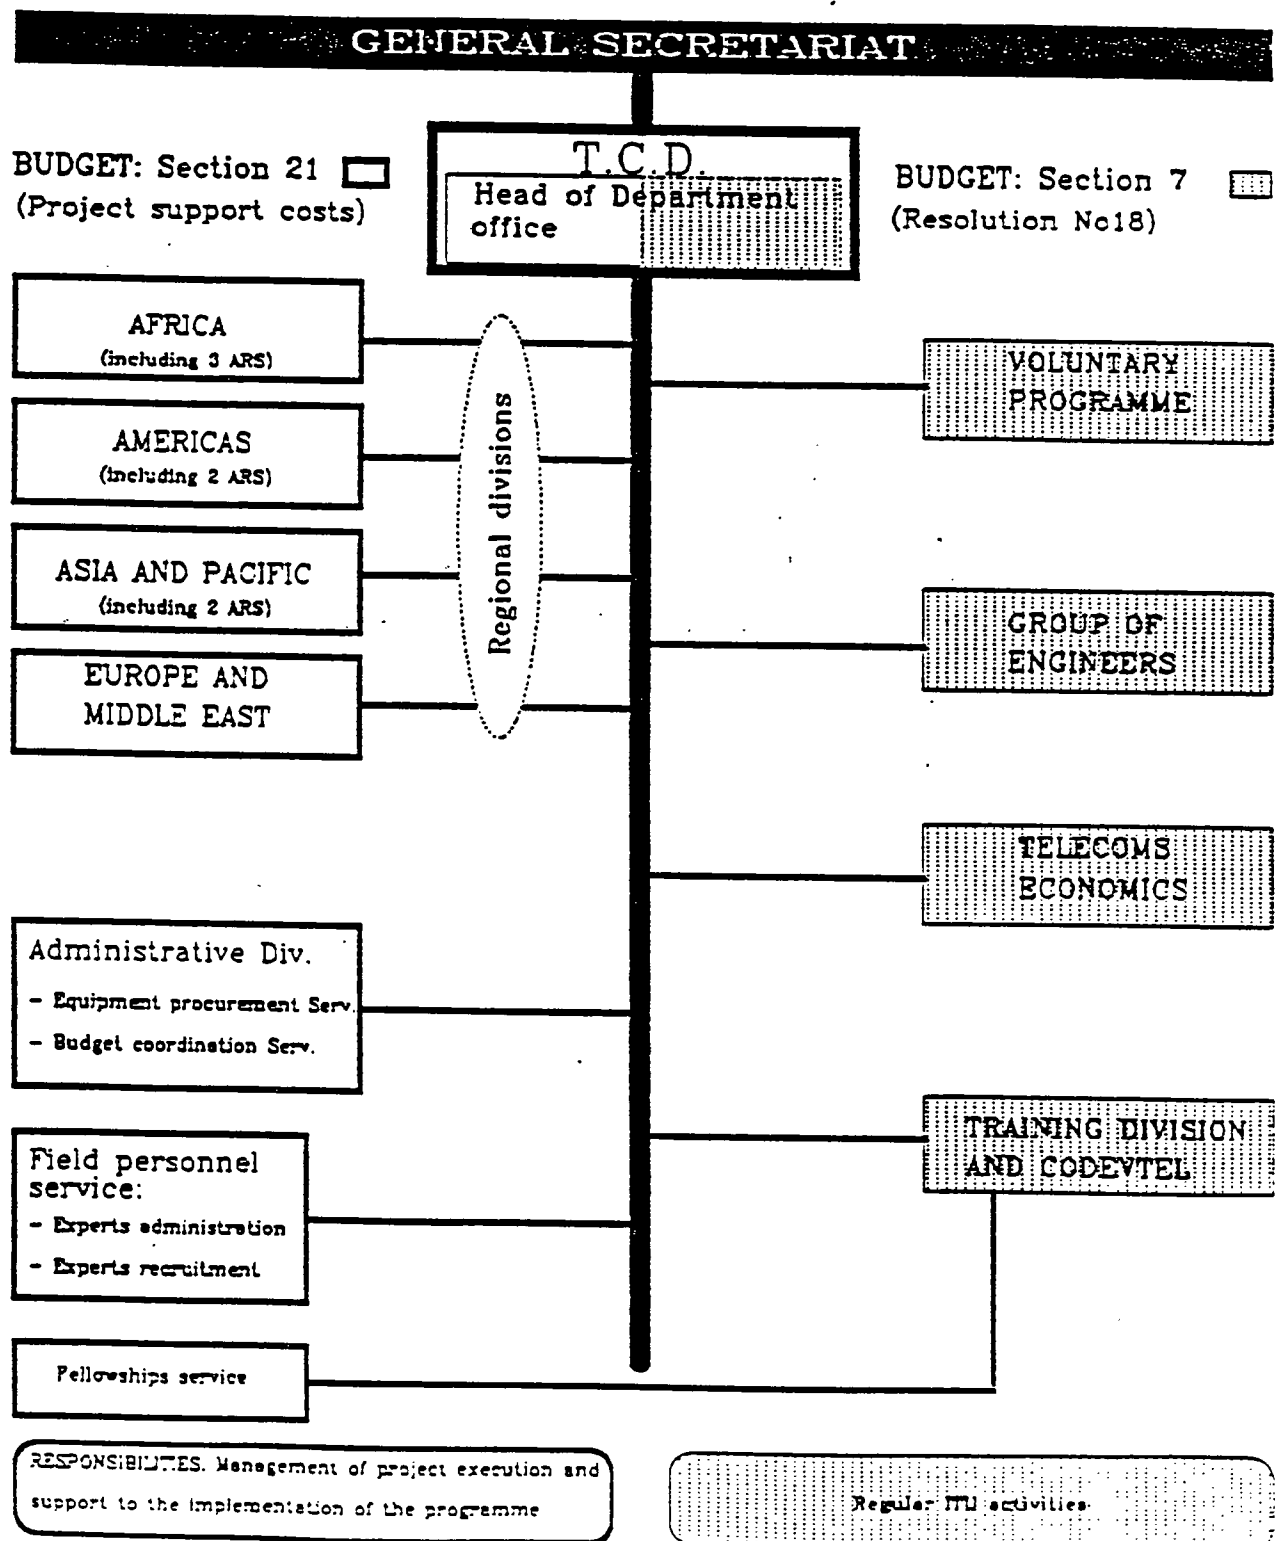 GENERAL SECRETARIAT
T.C.D.
Head of Department
office
BUDGET: Section 21
(Project support costs)
BUDGET: Section 7
(Resolution No18)
AFRICA
(including 3 ARS)
AMERICAS
(including 2 ARS)
ASIA AND PACIFIC
(including 2 ARS)
EUROPE AND
MIDDLE EAST
Regional divisions
VOLUNTARY
PROGRAMME
GROUP OF
ENGINEERS
TELECOMS
ECONOMICS
TRAINING DIVISION
AND CODEVTEL
Administrative Div.
- Equipment procurement Serv.
- Budget coordination Serv.
Field personnel
service:
- Experts administration
- Experts recruitment
Fellowships service
RESPONSIBILITIES. Management of project execution and
support to the implementation of the programme
Regular ITU activities